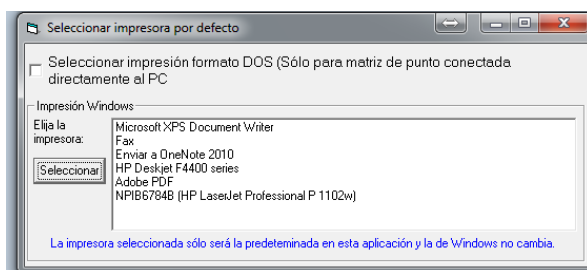 Seleccionar impresora por defecto
Seleccionar impresión formato DOS (Sólo para matriz de punto conectada
directamente al PC
Impresión Windows
Elija la
impresora:
Seleccionar
Microsoft XPS Document Writer
Fax
Enviar a OneNote 2010
HP Deskjet F4400 series
Adobe PDF
NPIB6784B (HP LaserJet Professional P 1102w)
La impresora seleccionada sólo será la predeteminada en esta aplicación y la de Windows no cambia.